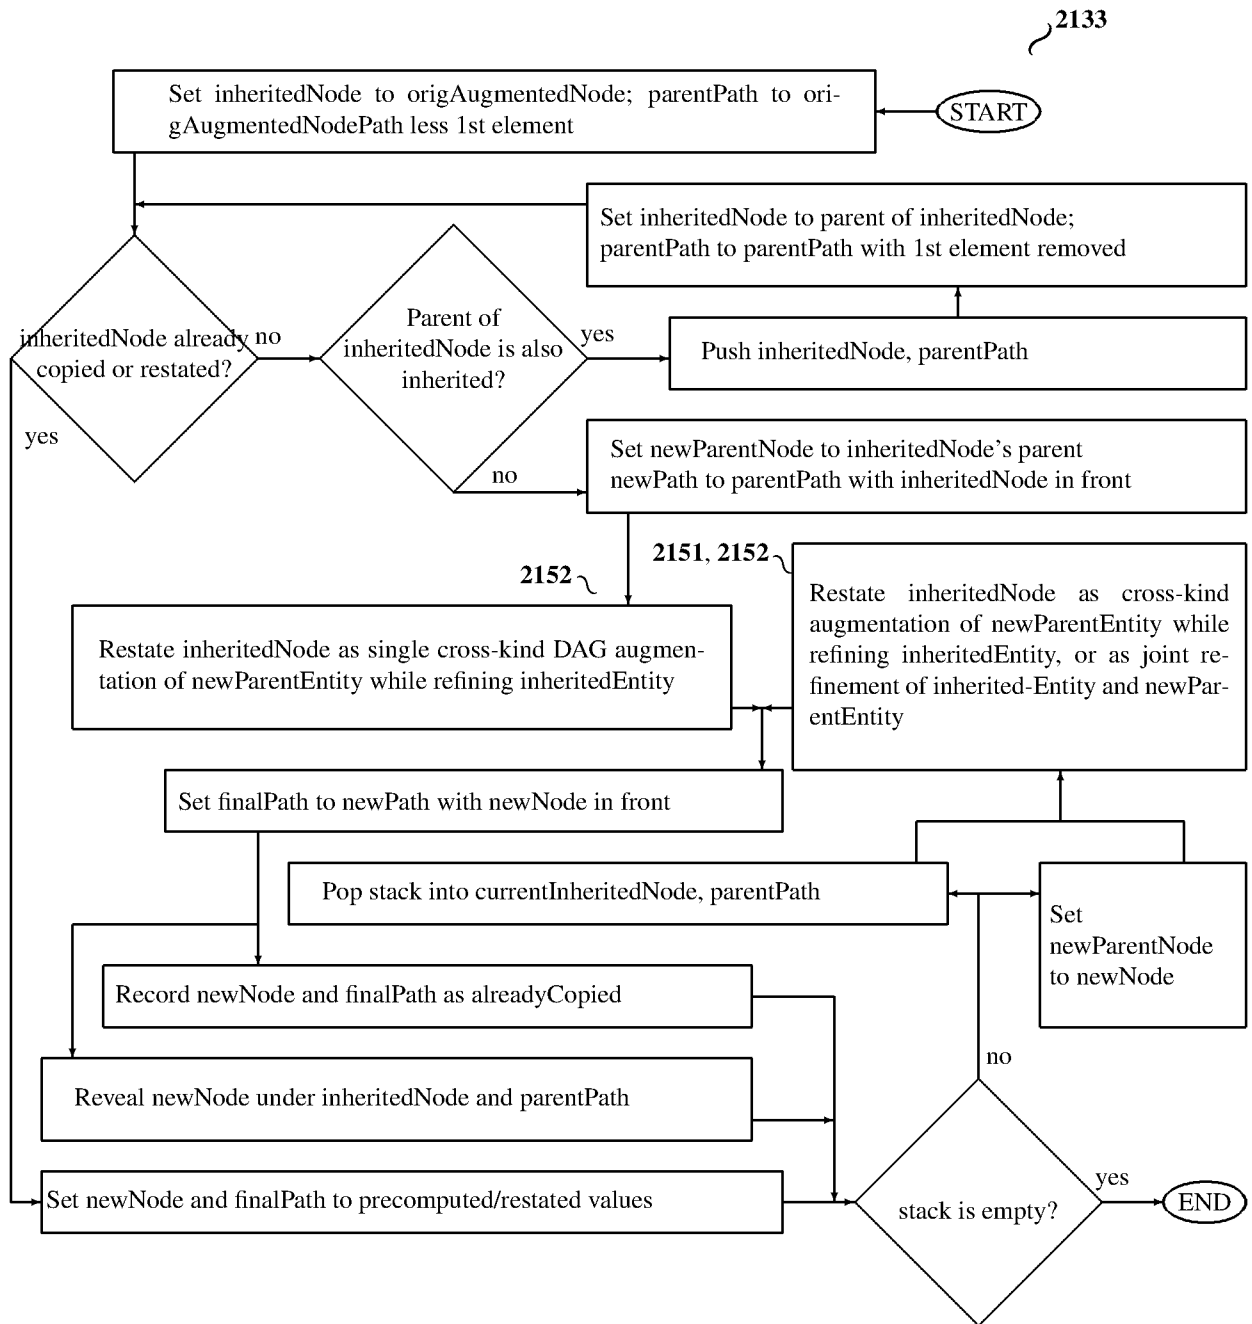 2133
START
Set inheritedNode to origAugmentedNode; parentPath to ori-
gAugmentedNodePath less 1st element
Set inheritedNode to parent of inheritedNode;
parentPath to parentPath with 1st element removed
inheritedNode already
copied or restated?
no
yes
Parent of
inheritedNode is also
inherited?
yes
no
Push inheritedNode, parentPath
Set newParentNode to inheritedNode's parent
newPath to parentPath with inheritedNode in front
2152
2151, 2152
Restate inheritedNode as single cross-kind DAG augmen-
tation of newParentEntity while refining inheritedEntity
Restate inheritedNode as cross-kind
augmentation of newParentEntity while
refining inheritedEntity, or as joint re-
finement of inherited-Entity and newPar-
entEntity
Set finalPath to newPath with newNode in front
Pop stack into currentInheritedNode, parentPath
Set
newParentNode
to newNode
Record newNode and finalPath as alreadyCopied
Reveal newNode under inheritedNode and parentPath
no
Set newNode and finalPath to precomputed/restated values
stack is empty?
yes
END